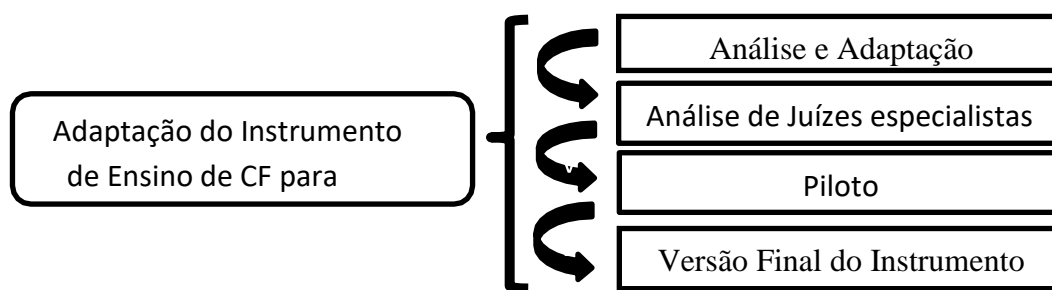 Adaptação do Instrumento
de Ensino de CF para
Análise e Adaptação
Análise de Juízes especialistas
Piloto
Versão Final do Instrumento